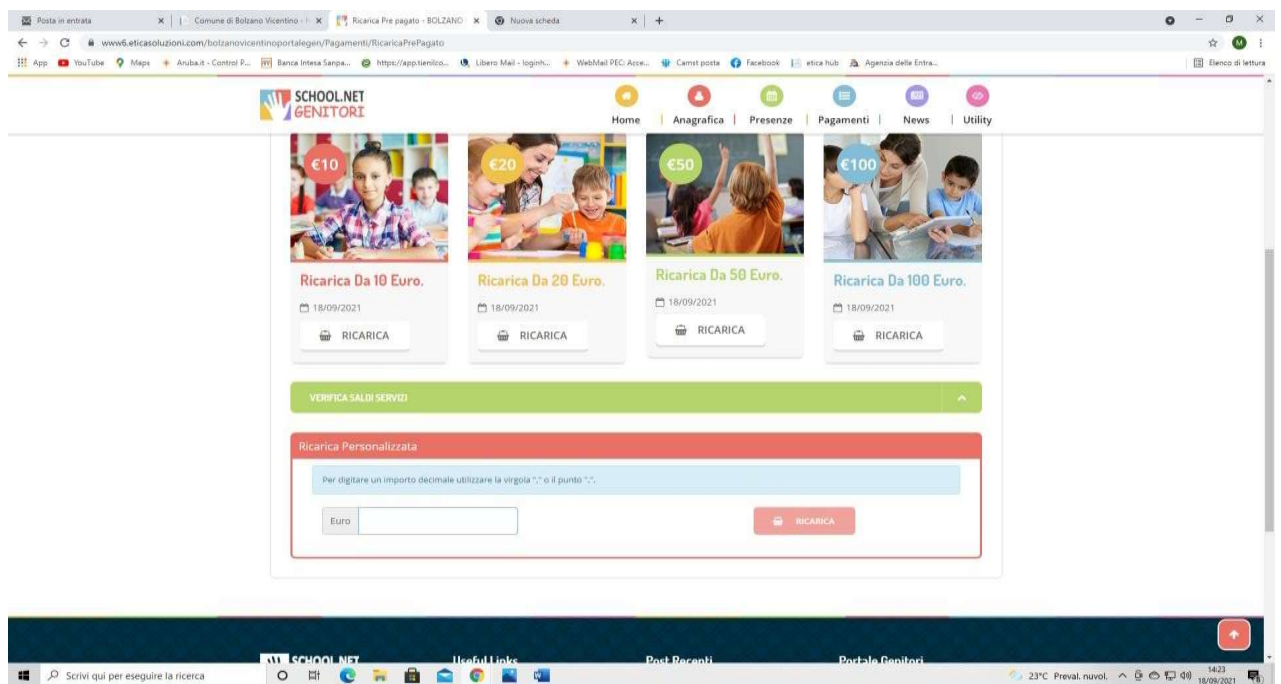 Posta in entrata
Comune di Bolzano Vicentino - h
Ricarica Pre pagato - BOLZANO
Nuova scheda
www6.eticasoluzioni.com/bolzanovicentinoportalegen/Pagamenti/RicaricaPrePagato
M
App YouTube Maps Aruba.it - Control P... Banca Intesa Sanpa... https://app.tienilco... Libero Mail - loginh... WebMail PEC: Acce... Camst posta Facebook etica hub Agenzia delle Entra... Elenco di lettura
SCHOOL.NET
GENITORI
Home | Anagrafica | Presenze | Pagamenti | News | Utility
€10 €20 €50 €100
Ricarica Da 10 Euro. Ricarica Da 20 Euro. Ricarica Da 50 Euro. Ricarica Da 100 Euro.
18/09/2021 18/09/2021 18/09/2021 18/09/2021
RICARICA RICARICA RICARICA RICARICA
VERIFICA SALDI SERVIZI
Ricarica Personalizzata
Per digitare un importo decimale utilizzare la virgola "," o il punto ".".
Euro
RICARICA
SCHOOL.NET Useful Links Post Recenti Portale Genitori
Scrivi qui per eseguire la ricerca
23°C Preval. nuvol.
14:23
18/09/2021